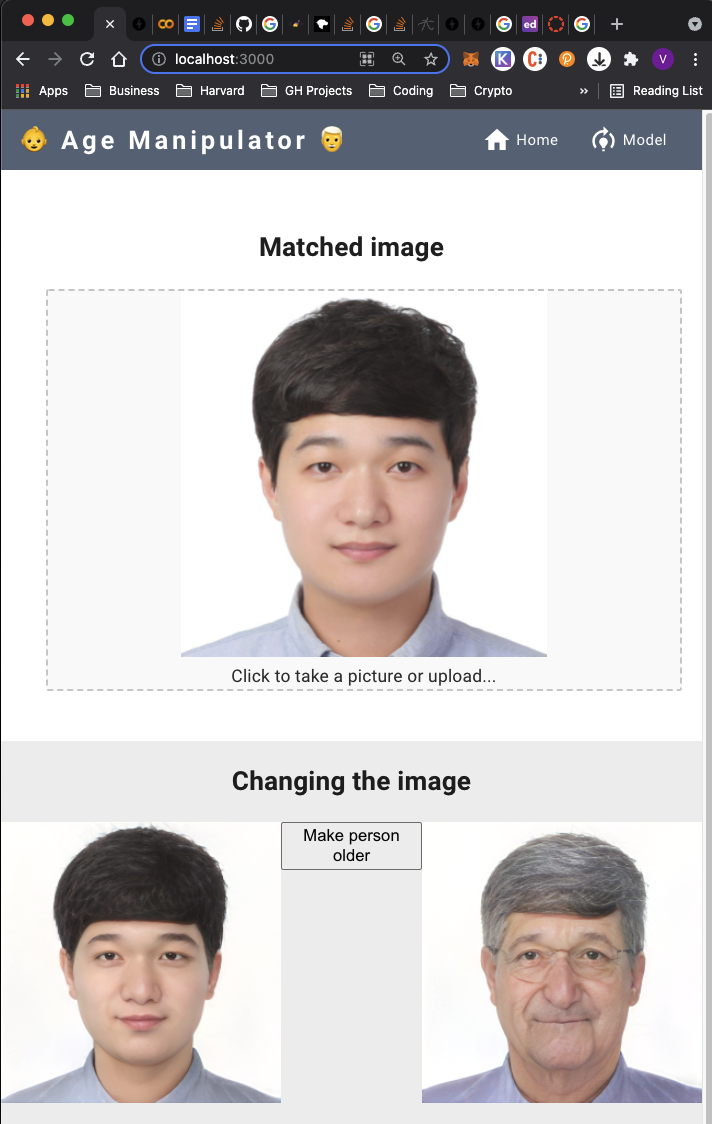 localhost:3000
Apps Business Harvard GH Projects Coding Crypto » Reading List
Age Manipulator Home Model
Matched image
Click to take a picture or upload...
Changing the image
Make person
older